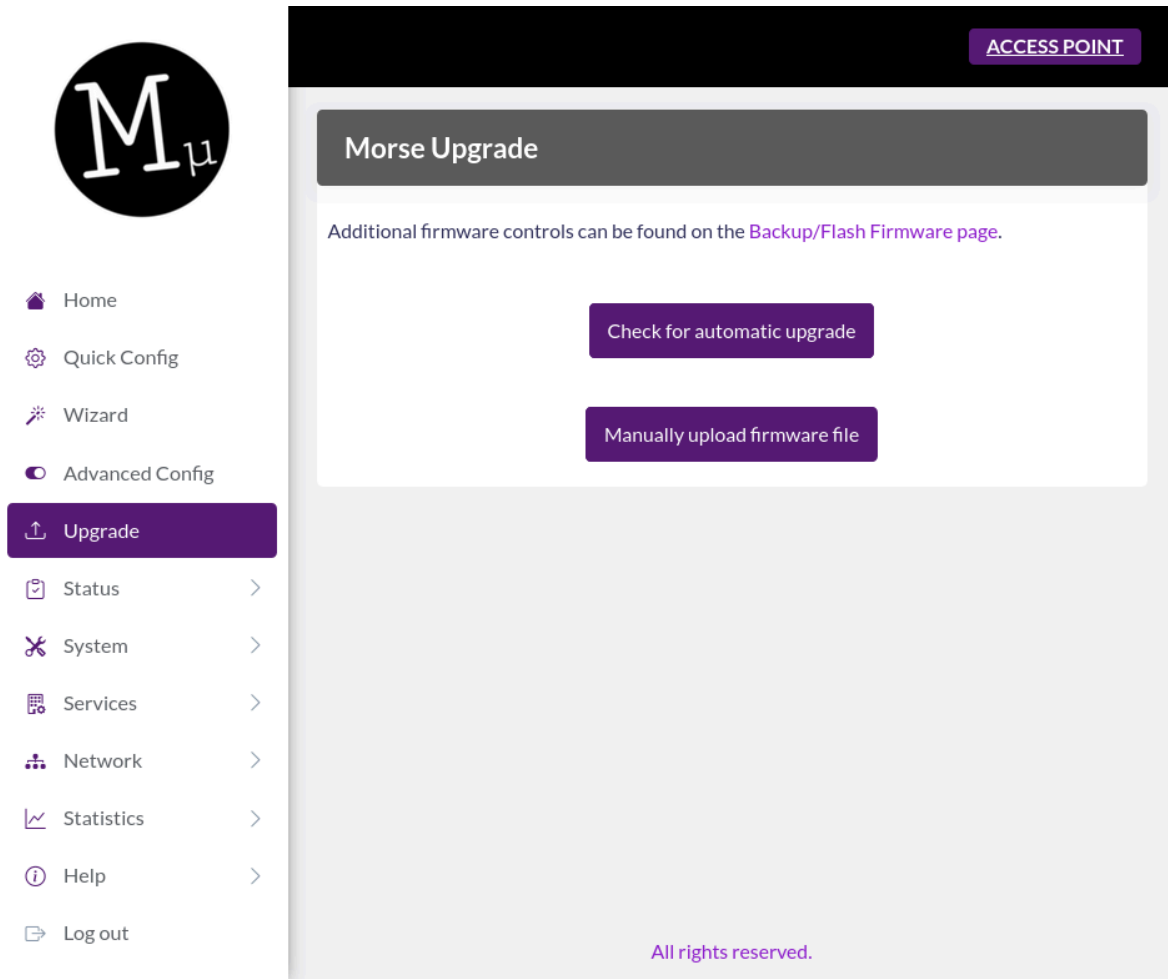 Mµ
ACCESS POINT
Morse Upgrade
Additional firmware controls can be found on the Backup/Flash Firmware page.
Check for automatic upgrade
Manually upload firmware file
Home
Quick Config
Wizard
Advanced Config
Upgrade
Status
System
Services
Network
Statistics
Help
Log out
All rights reserved.